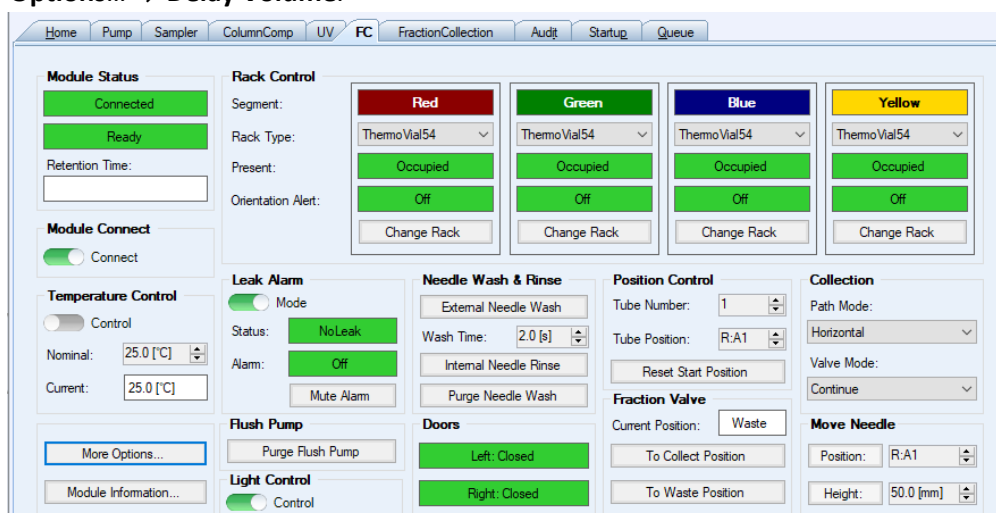 Options... → Delay Volume.
Home Pump Sampler ColumnComp UV FC FractionCollection Audit Startup Queue
Module Status
Connected
Ready
Retention Time:
Module Connect
Connect
Temperature Control
Control
Nominal: 25.0 [°C]
Current: 25.0 [°C]
More Options...
Module Information...
Rack Control
Segment: Red Green Blue Yellow
Rack Type: ThermoVial54 ThermoVial54 ThermoVial54 ThermoVial54
Present: Occupied Occupied Occupied Occupied
Orientation Alert: Off Off Off Off
Change Rack Change Rack Change Rack Change Rack
Leak Alarm
Mode
Status: NoLeak
Alarm: Off
Mute Alarm
Flush Pump
Purge Flush Pump
Light Control
Control
Needle Wash & Rinse
External Needle Wash
Wash Time: 2.0 [s]
Internal Needle Rinse
Purge Needle Wash
Doors
Left: Closed
Right: Closed
Position Control
Tube Number: 1
Tube Position: R:A1
Reset Start Position
Fraction Valve
Current Position: Waste
To Collect Position
To Waste Position
Collection
Path Mode:
Horizontal
Valve Mode:
Continue
Move Needle
Position: R:A1
Height: 50.0 [mm]